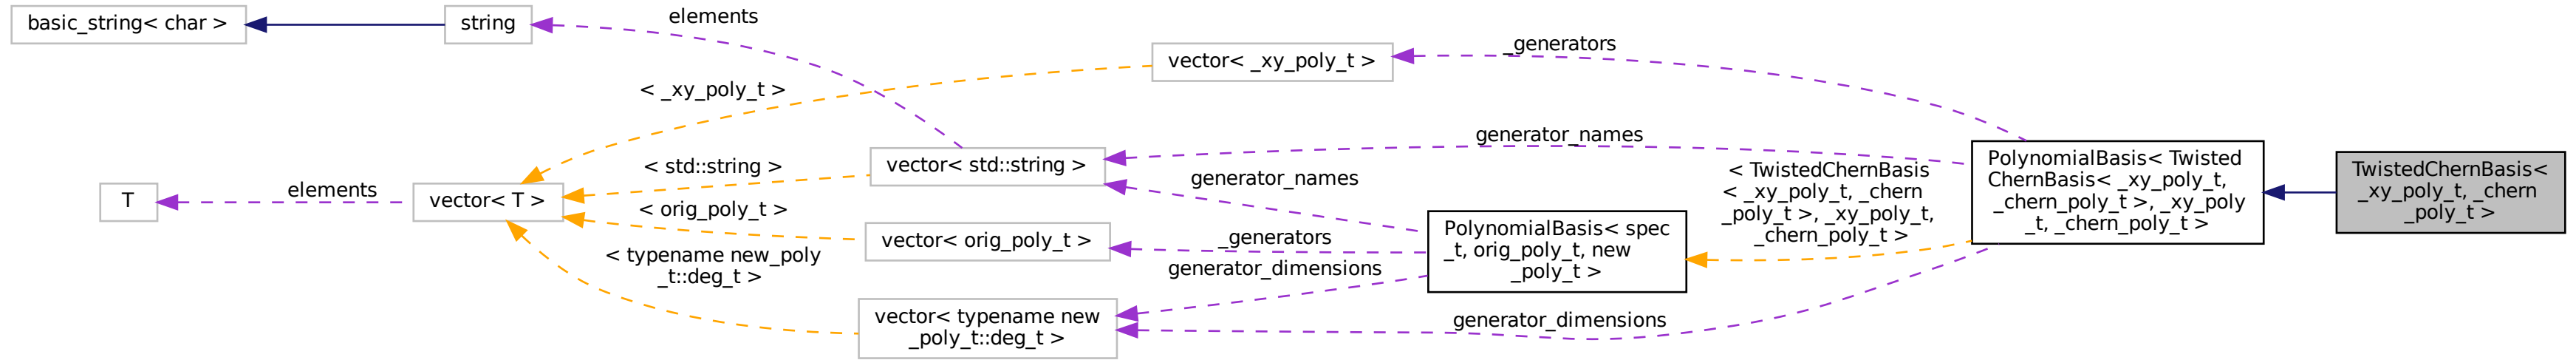 basic_string< char >
string
elements
vector< _xy_poly_t >
_generators
< _xy_poly_t >
generator_names
vector< std::string >
< std::string >
generator_names
T
elements
vector< T >
< orig_poly_t >
vector< orig_poly_t >
_generators
< typename new_poly
_t::deg_t >
generator_dimensions
vector< typename new
_poly_t::deg_t >
generator_dimensions
PolynomialBasis< spec
_t, orig_poly_t, new
_poly_t >
< TwistedChernBasis
< _xy_poly_t, _chern
_poly_t >, _xy_poly_t,
_chern_poly_t >
PolynomialBasis< Twisted
ChernBasis< _xy_poly_t,
_chern_poly_t >, _xy_poly
_t, _chern_poly_t >
TwistedChernBasis<
_xy_poly_t, _chern
_poly_t >